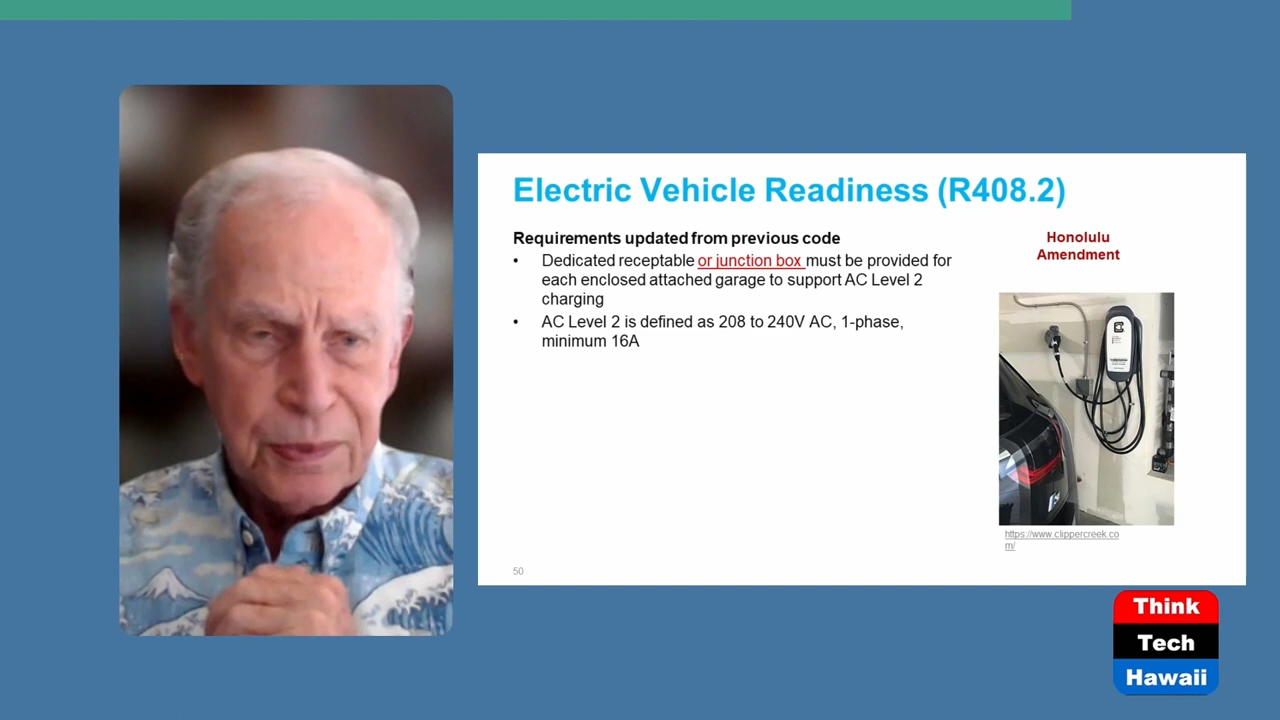 Electric Vehicle Readiness (R408.2)
Requirements updated from previous code
• Dedicated receptable or junction box must be provided for
each enclosed attached garage to support AC Level 2
charging
• AC Level 2 is defined as 208 to 240V AC, 1-phase,
minimum 16A
Honolulu
Amendment
https://www.clippercreek.co
m/
50
Think
Tech
Hawaii